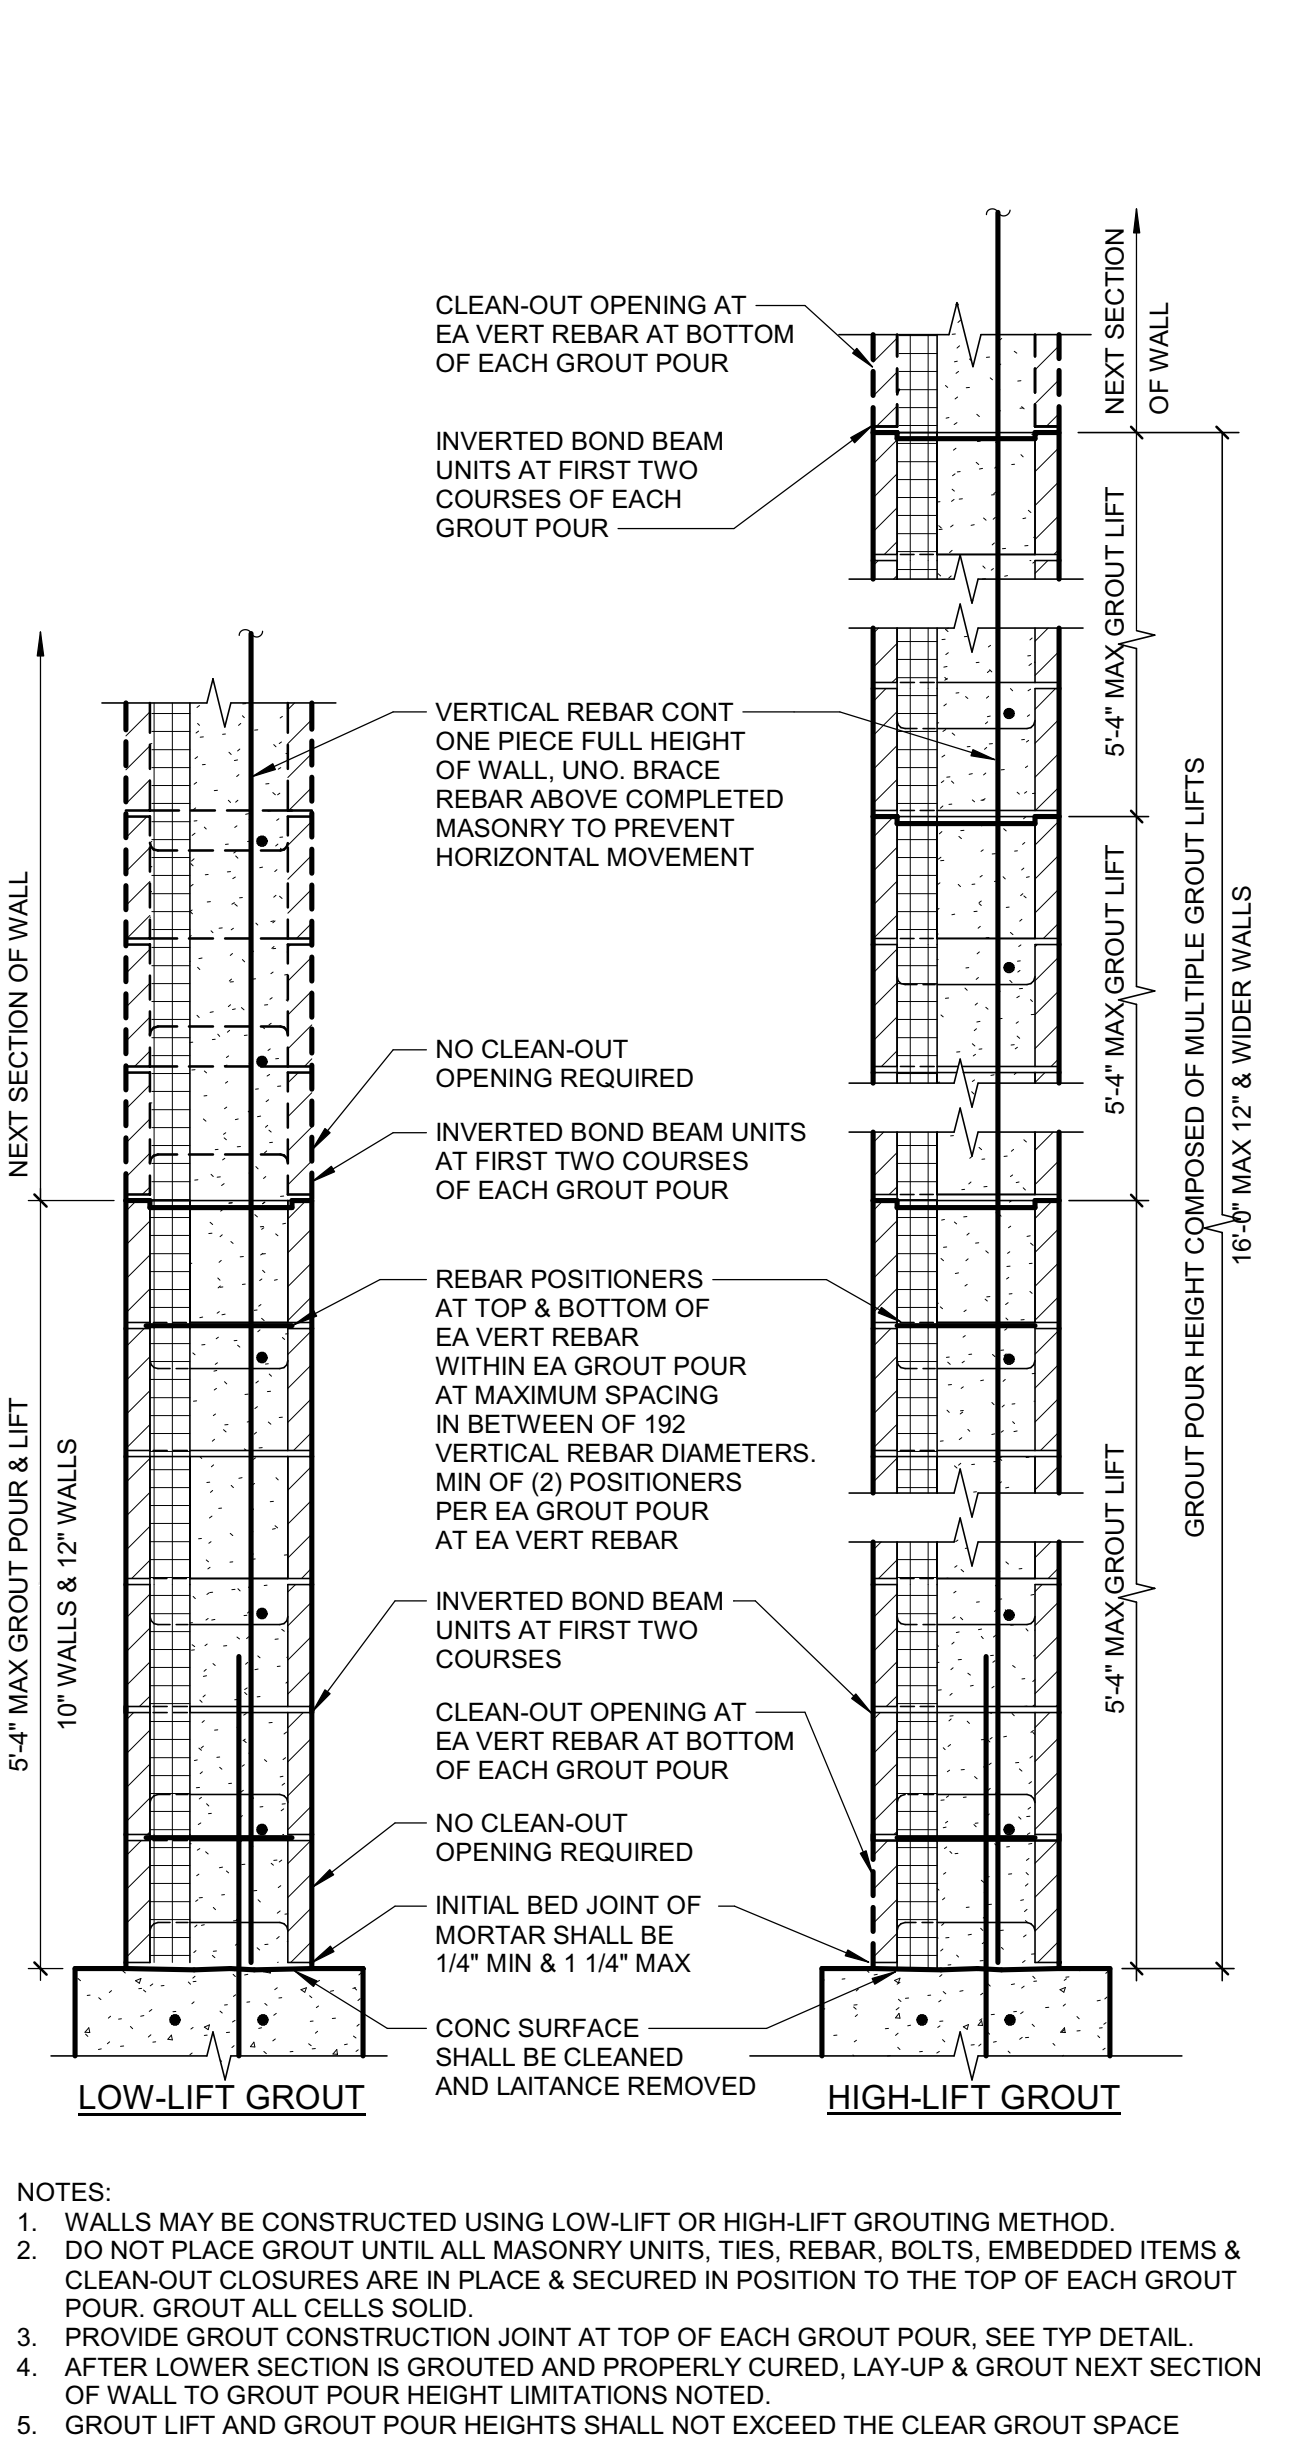 CLEAN-OUT OPENING AT
EA VERT REBAR AT BOTTOM
OF EACH GROUT POUR
INVERTED BOND BEAM
UNITS AT FIRST TWO
COURSES OF EACH
GROUT POUR
VERTICAL REBAR CONT
ONE PIECE FULL HEIGHT
OF WALL, UNO. BRACE
REBAR ABOVE COMPLETED
MASONRY TO PREVENT
HORIZONTAL MOVEMENT
NO CLEAN-OUT
OPENING REQUIRED
INVERTED BOND BEAM UNITS
AT FIRST TWO COURSES
OF EACH GROUT POUR
REBAR POSITIONERS
AT TOP & BOTTOM OF
EA VERT REBAR
WITHIN EA GROUT POUR
AT MAXIMUM SPACING
IN BETWEEN OF 192
VERTICAL REBAR DIAMETERS.
MIN OF (2) POSITIONERS
PER EA GROUT POUR
AT EA VERT REBAR
INVERTED BOND BEAM
UNITS AT FIRST TWO
COURSES
CLEAN-OUT OPENING AT
EA VERT REBAR AT BOTTOM
OF EACH GROUT POUR
NO CLEAN-OUT
OPENING REQUIRED
INITIAL BED JOINT OF
MORTAR SHALL BE
1/4" MIN & 1 1/4" MAX
CONC SURFACE
SHALL BE CLEANED
AND LAITANCE REMOVED
NEXT SECTION OF WALL
5'-4" MAX GROUT POUR & LIFT
10" WALLS & 12" WALLS
NEXT SECTION
OF WALL
5'-4" MAX GROUT LIFT
5'-4" MAX GROUT LIFT
5'-4" MAX GROUT LIFT
GROUT POUR HEIGHT COMPOSED OF MULTIPLE GROUT LIFTS
16'-0" MAX 12" & WIDER WALLS
LOW-LIFT GROUT
HIGH-LIFT GROUT
NOTES:
1. WALLS MAY BE CONSTRUCTED USING LOW-LIFT OR HIGH-LIFT GROUTING METHOD.
2. DO NOT PLACE GROUT UNTIL ALL MASONRY UNITS, TIES, REBAR, BOLTS, EMBEDDED ITEMS &
CLEAN-OUT CLOSURES ARE IN PLACE & SECURED IN POSITION TO THE TOP OF EACH GROUT
POUR. GROUT ALL CELLS SOLID.
3. PROVIDE GROUT CONSTRUCTION JOINT AT TOP OF EACH GROUT POUR, SEE TYP DETAIL.
4. AFTER LOWER SECTION IS GROUTED AND PROPERLY CURED, LAY-UP & GROUT NEXT SECTION
OF WALL TO GROUT POUR HEIGHT LIMITATIONS NOTED.
5. GROUT LIFT AND GROUT POUR HEIGHTS SHALL NOT EXCEED THE CLEAR GROUT SPACE